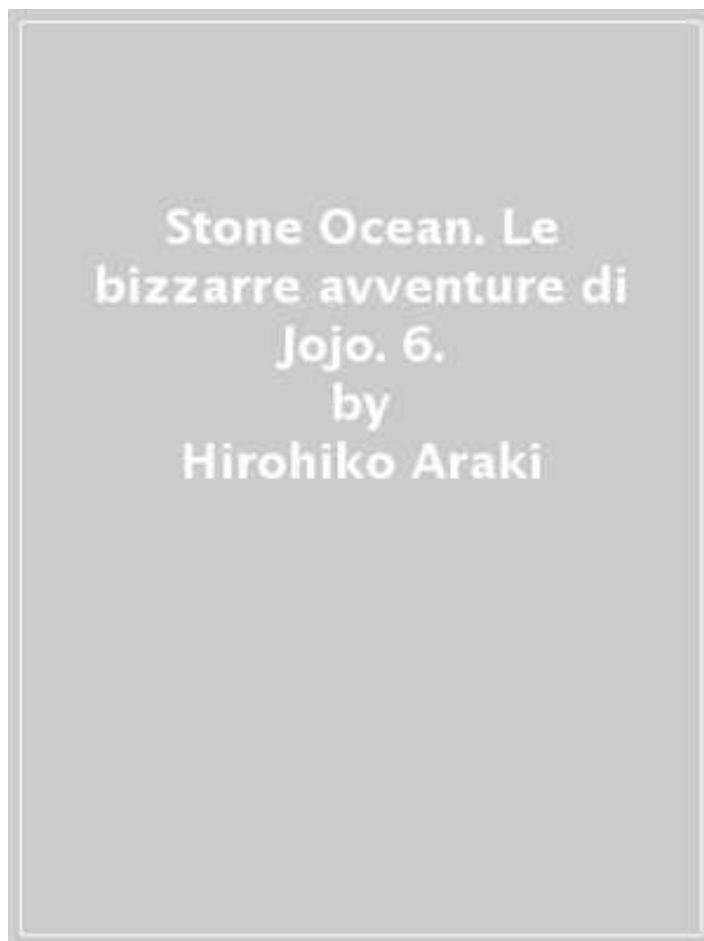 Stone Ocean. Le
bizzarre avventure di
Jojo. 6.
by
Hirohiko Araki